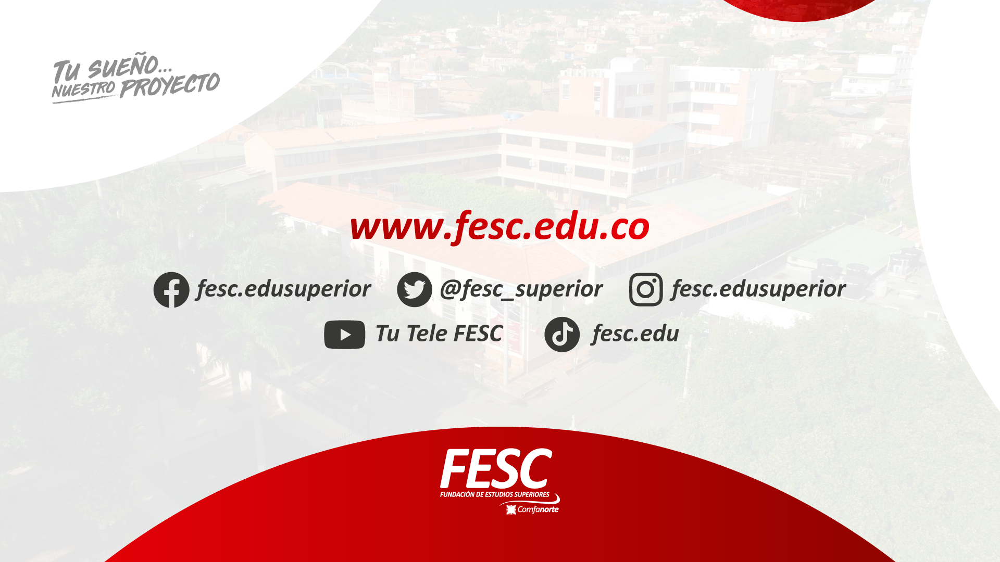 TU SUEÑO...
NUESTRO PROYECTO
www.fesc.edu.co
fesc.edusuperior @fesc_superior fesc.edusuperior
Tu Tele FESC fesc.edu
FESC
FUNDACIÓN DE ESTUDIOS SUPERIORES
Comfanorte